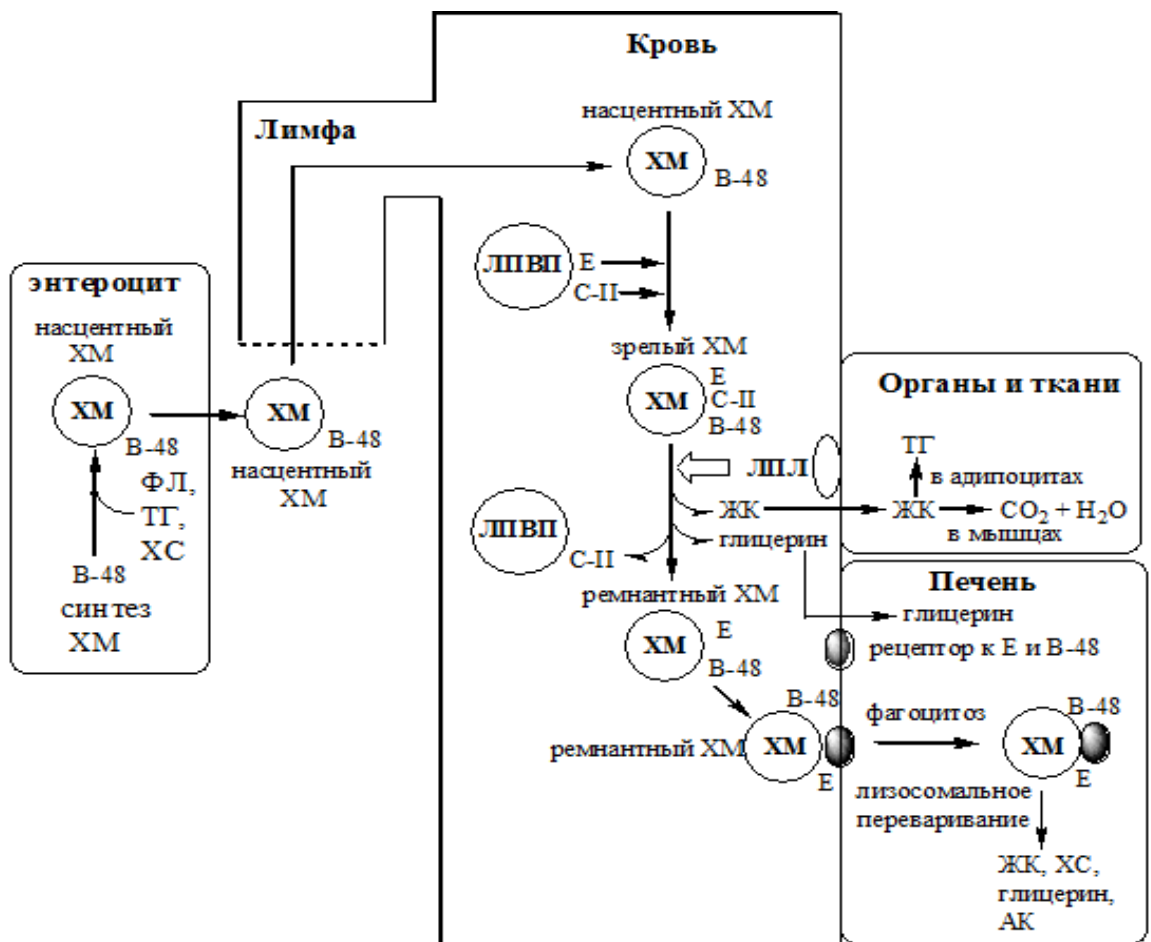 Кровь
Лимфа
насцентный ХМ
ХМ
В-48
ЛПВП
Е
С-II
энтероцит
насцентный
ХМ
ХМ
В-48
ФЛ,
ТГ,
ХС
В-48
синтез
ХМ
ХМ
В-48
насцентный
ХМ
зрелый ХМ
ХМ
Е
С-II
В-48
ЛПЛ
ЖК
глицерин
ЛПВП
С-II
ремнантный ХМ
ХМ
Е
В-48
ремнантный ХМ
ХМ
В-48
Е
Органы и ткани
ТГ
в адипоцитах
ЖК
CO2 + H2O
в мышцах
Печень
глицерин
рецептор к Е и В-48
фагоцитоз
ХМ
В-48
Е
лизосомальное
переваривание
ЖК, ХС,
глицерин,
АК